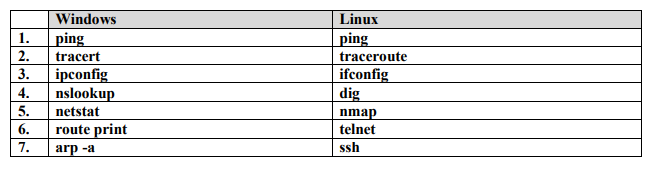 Windows Linux
1. ping ping
2. tracert traceroute
3. ipconfig ifconfig
4. nslookup dig
5. netstat nmap
6. route print telnet
7. arp -a ssh